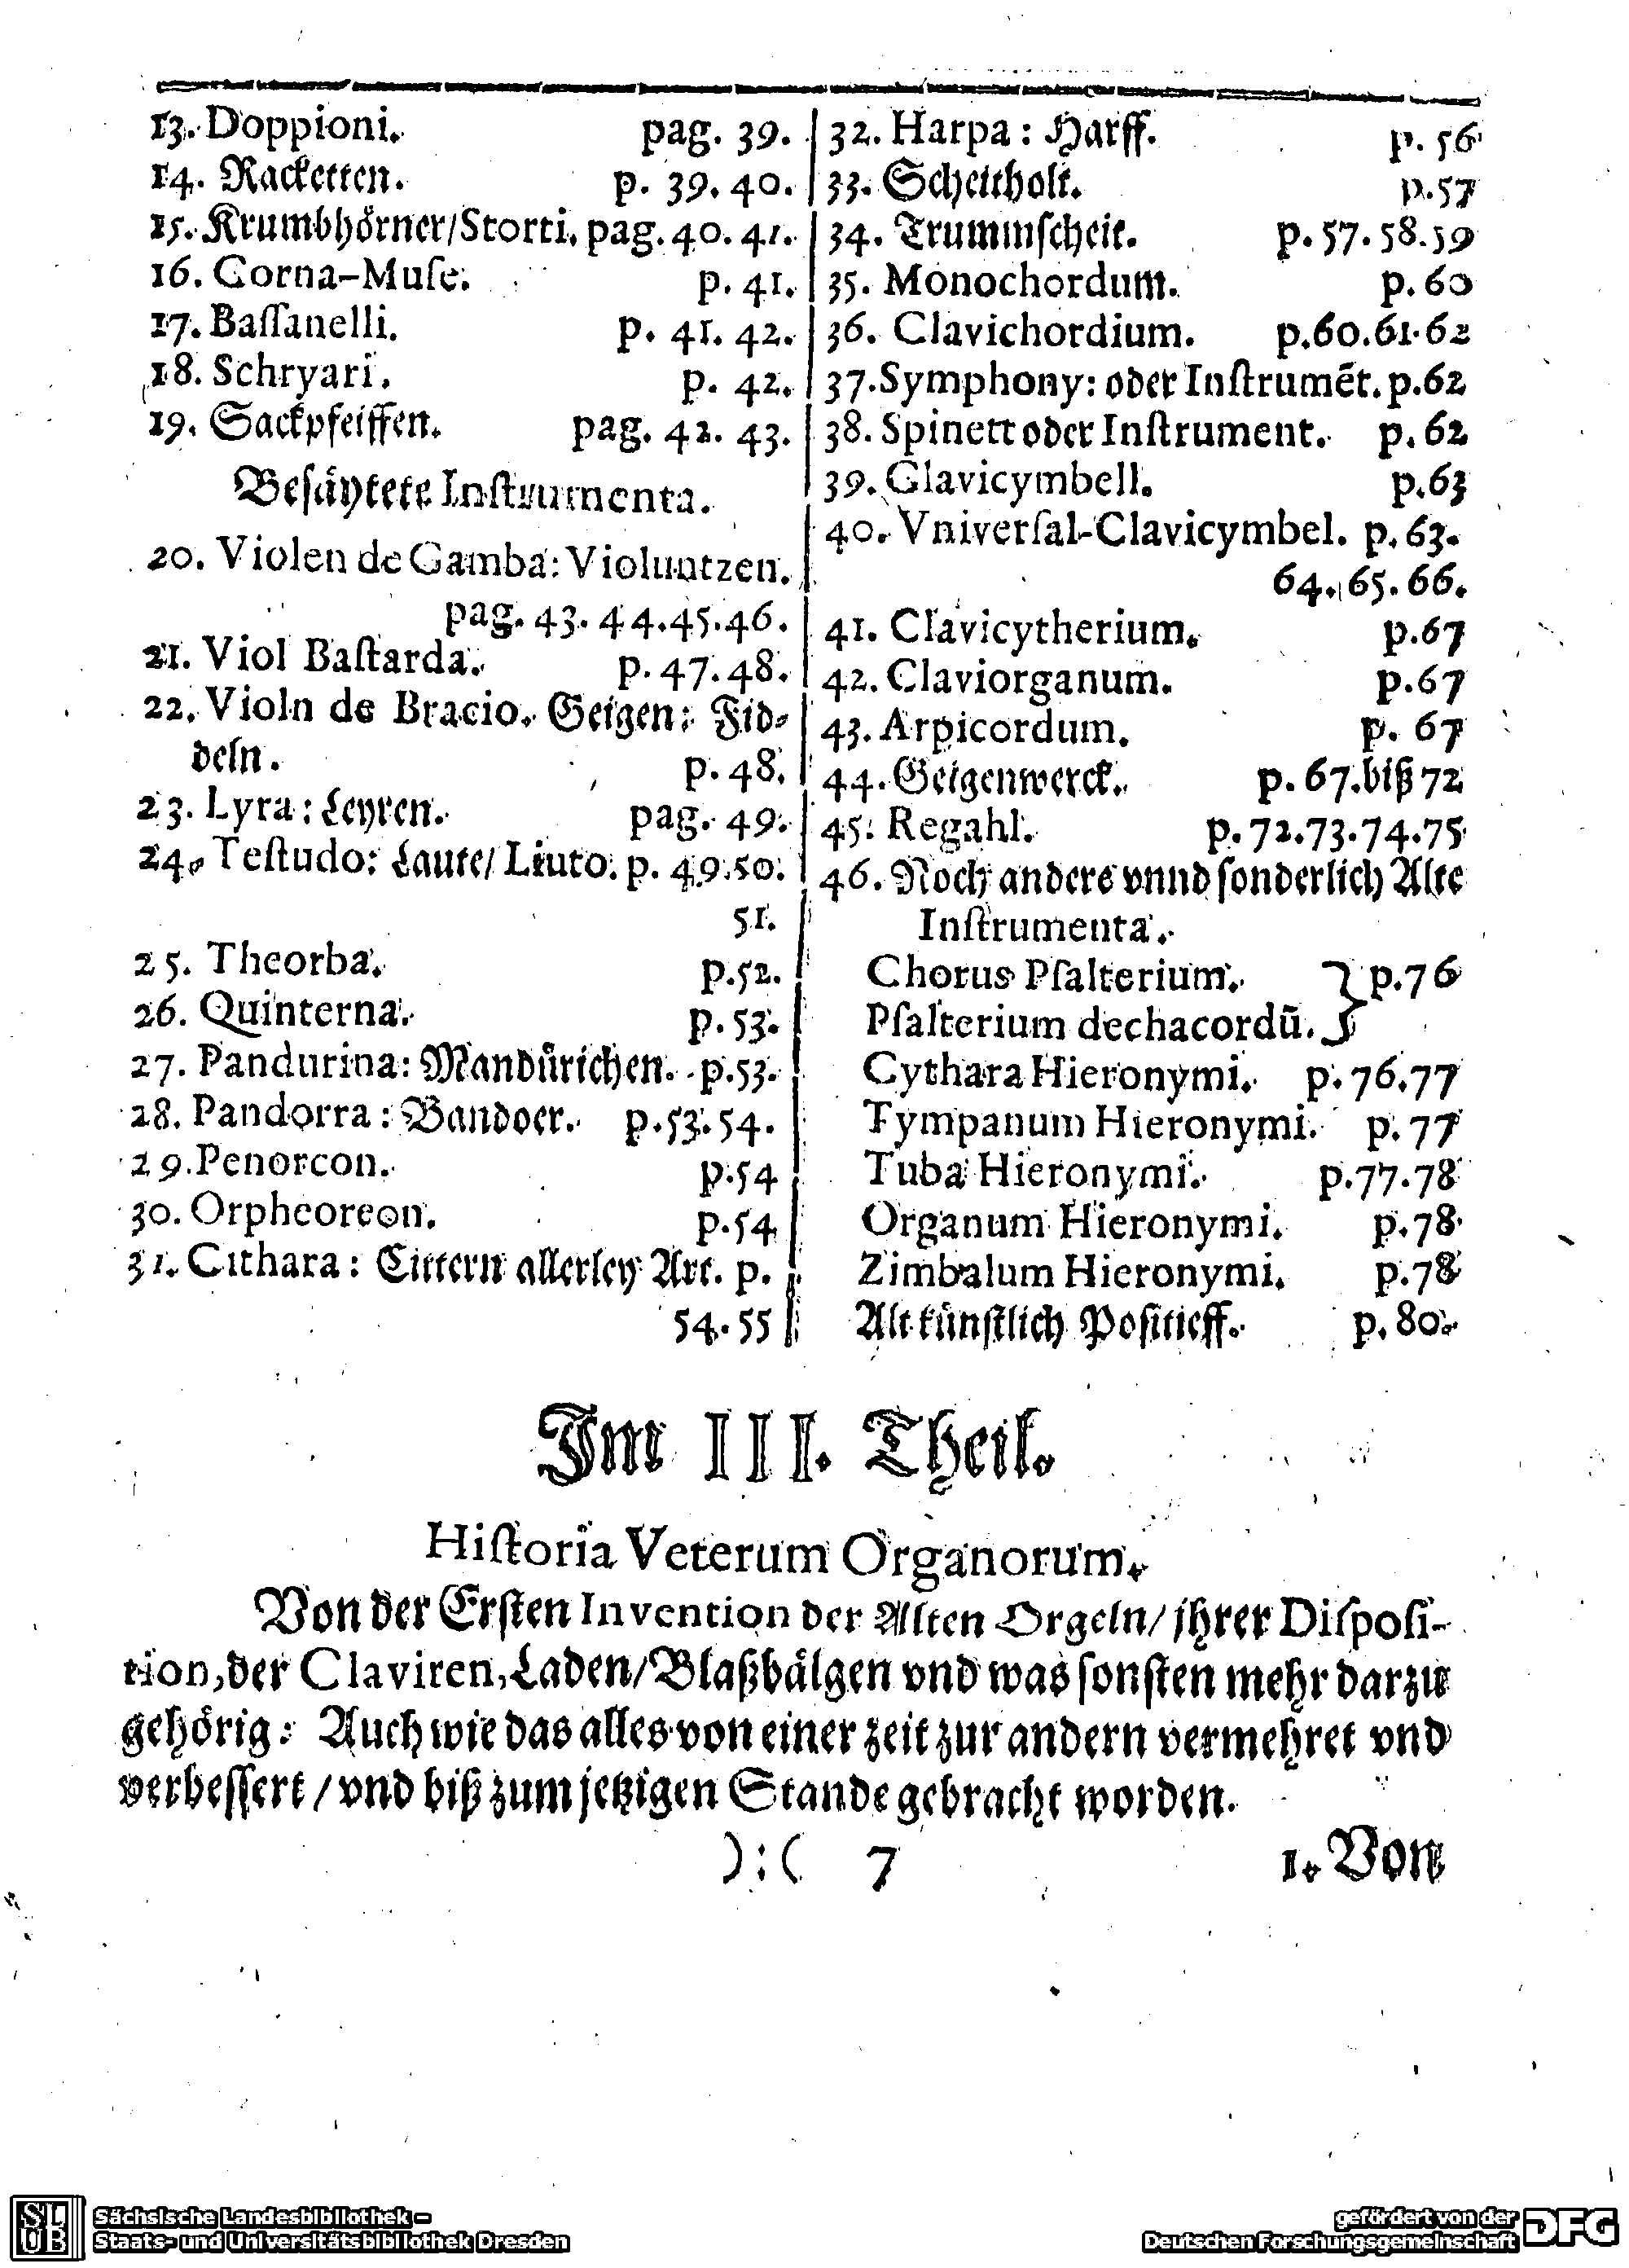 13. Doppioni. pag. 39.
14. Racketten. p. 39. 40.
15. Krumbhörner/Storti. pag. 40. 41.
16. Corna-Muſe. p. 41.
17. Baſſanelli. p. 41. 42.
18. Schryari. p. 42.
19. Sackpfeiffen. pag. 42. 43.
Beſäytete Inſtrumenta.
20. Violen de Gamba: Violuntzen.
pag. 43. 44. 45. 46.
21. Viol Baſtarda. p. 47. 48.
22. Violn de Bracio. Geigen: Fid-
deln. p. 48.
23. Lyra: Leyren. pag. 49.
24. Teſtudo: Laute/ Liuto. p. 49. 50.
51.
25. Theorba. p. 52.
26. Quinterna. p. 53.
27. Pandurina: Mandürichen. p. 53.
28. Pandorra: Bandoer. p. 53. 54.
29. Penorcon. p. 54
30. Orpheoreon. p. 54
31. Cithara: Cittern allerley Art. p.
54. 55
32. Harpa: Harff. p. 56
33. Scheitholt. p. 57
34. Trummſcheit. p. 57. 58. 59
35. Monochordum. p. 60
36. Clavichordium. p. 60. 61. 62
37. Symphony: oder Inſtrumēt. p. 62
38. Spinett oder Inſtrument. p. 62
39. Clavicymbell. p. 63
40. Vniverſal-Clavicymbel. p. 63.
64. 65. 66.
41. Clavicytherium. p. 67
42. Claviorganum. p. 67
43. Arpicordum. p. 67
44. Geigenwerck. p. 67. biß 72
45. Regahl. p. 72. 73. 74. 75
46. Noch andere vnnd ſonderlich Alte
Inſtrumenta.
Chorus Pſalterium. } p. 76
Pſalterium dechacordū. }
Cythara Hieronymi. p. 76. 77
Tympanum Hieronymi. p. 77
Tuba Hieronymi. p. 77. 78
Organum Hieronymi. p. 78
Zimbalum Hieronymi. p. 78
Alt künſtlich Poſitieff. p. 80.
Im III. Theil.
Hiſtoria Veterum Organorum.
Von der Erſten Invention der Alten Orgeln/ jhrer Diſpoſi-
tion, der Claviren, Laden/ Blaßbälgen vnd was ſonſten mehr darzu
gehörig: Auch wie das alles von einer zeit zur andern vermehret vnd
verbeſſert/ vnd biß zum jetzigen Stande gebracht worden.
):( 7 1. Von
SLUB Sächsische Landesbibliothek –
Staats- und Universitätsbibliothek Dresden
gefördert von der
Deutschen Forschungsgemeinschaft DFG